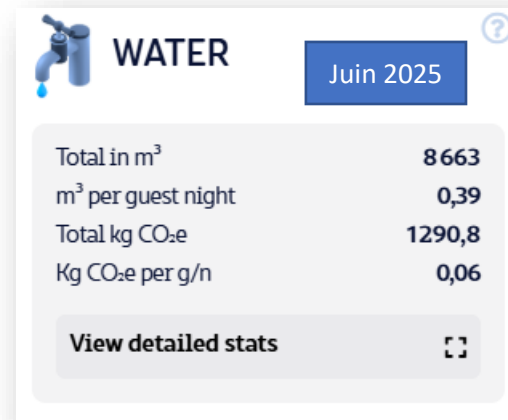 WATER
Juin 2025
Total in m³ 8 663
m³ per guest night 0,39
Total kg CO₂e 1290,8
Kg CO₂e per g/n 0,06
View detailed stats